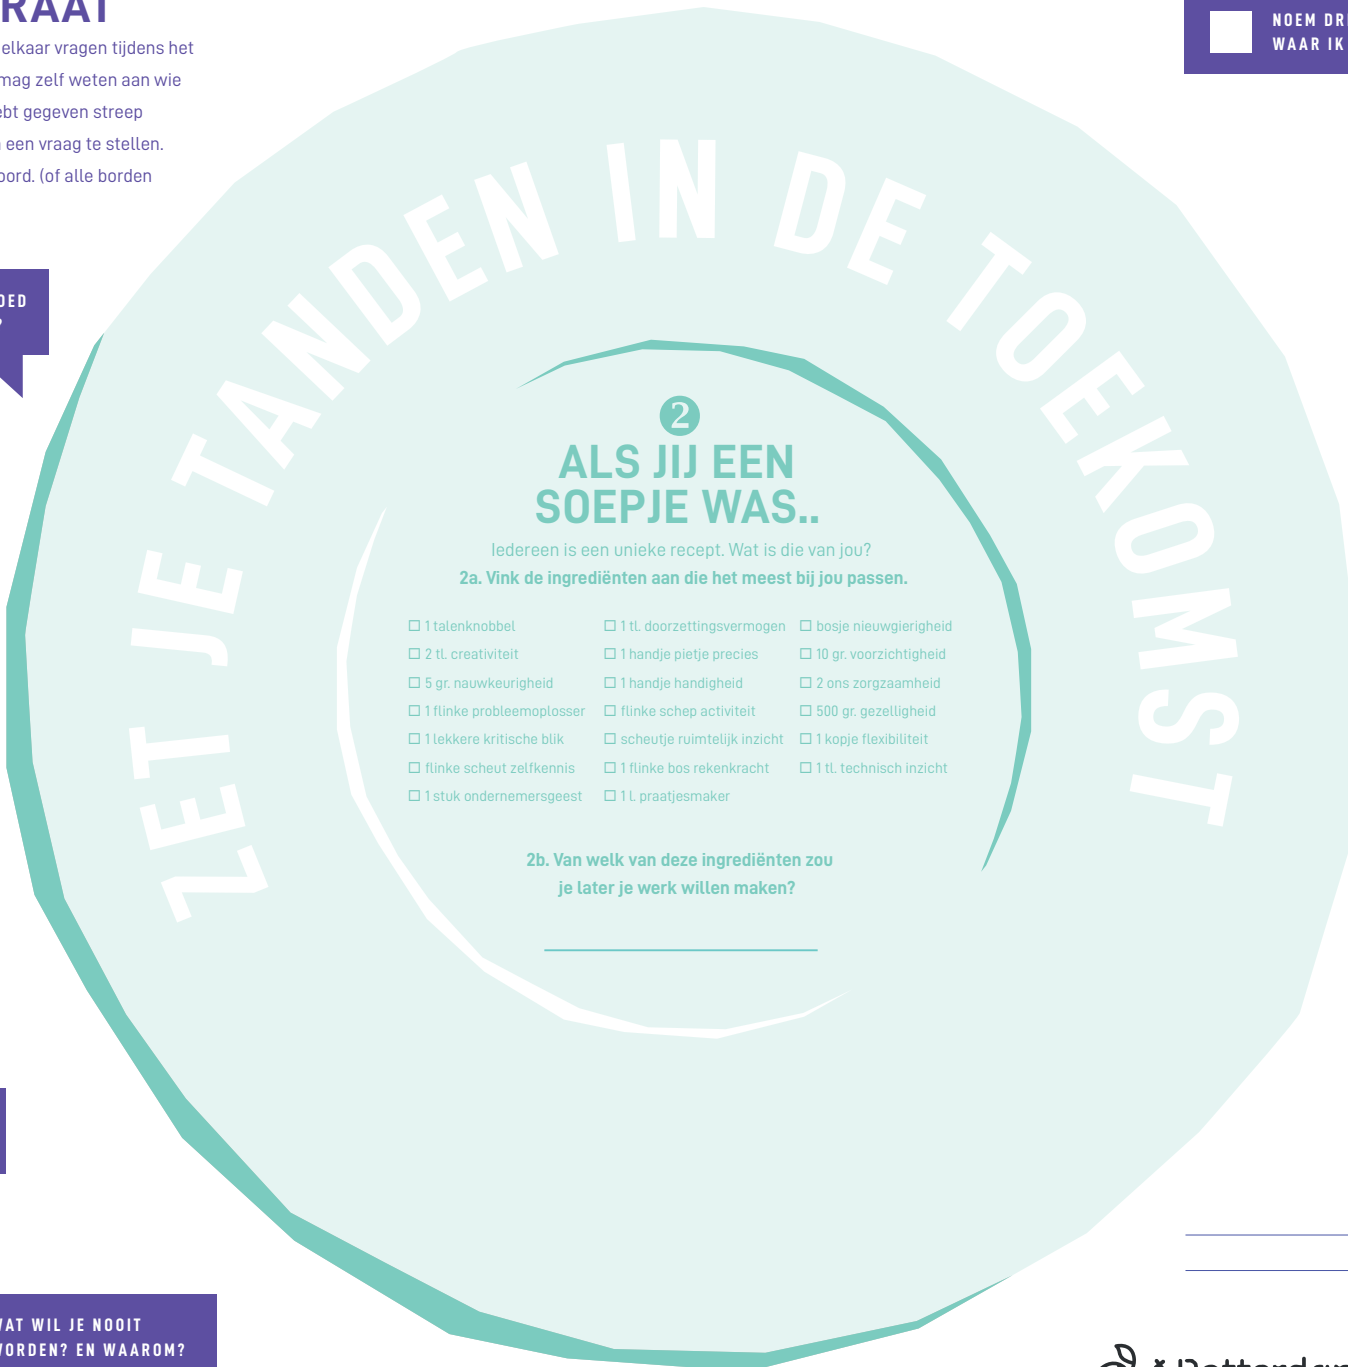 RAAT
elkaar vragen tijdens het
mag zelf weten aan wie
gegeven streep
een vraag te stellen.
(of alle borden
NOEM
WAAR IK
ZET JE TANDEN IN DE TOEKOMST
2
ALS JIJ EEN
SOEPJE WAS..
Iedereen is een unieke recept. Wat is die van jou?
2a. Vink de ingrediënten aan die het meest bij jou passen.
☐ 1 talenknobbel
☐ 2 tl. creativiteit
☐ 5 gr. nauwkeurigheid
☐ 1 flinke probleemoplosser
☐ 1 lekkere kritische blik
☐ flinke scheut zelfkennis
☐ 1 stuk ondernemersgeest
☐ 1 tl. doorzettingsvermogen
☐ 1 handje pietje precies
☐ 1 handje handigheid
☐ flinke schep activiteit
☐ scheutje ruimtelijk inzicht
☐ 1 flinke bos rekenkracht
☐ 1 l. praatjesmaker
☐ bosje nieuwgierigheid
☐ 10 gr. voorzichtigheid
☐ 2 ons zorgzaamheid
☐ 500 gr. gezelligheid
☐ 1 kopje flexibiliteit
☐ 1 tl. technisch inzicht
2b. Van welk van deze ingrediënten zou
je later je werk willen maken?
WAT WIL JE NOOIT
WORDEN? EN WAAROM?